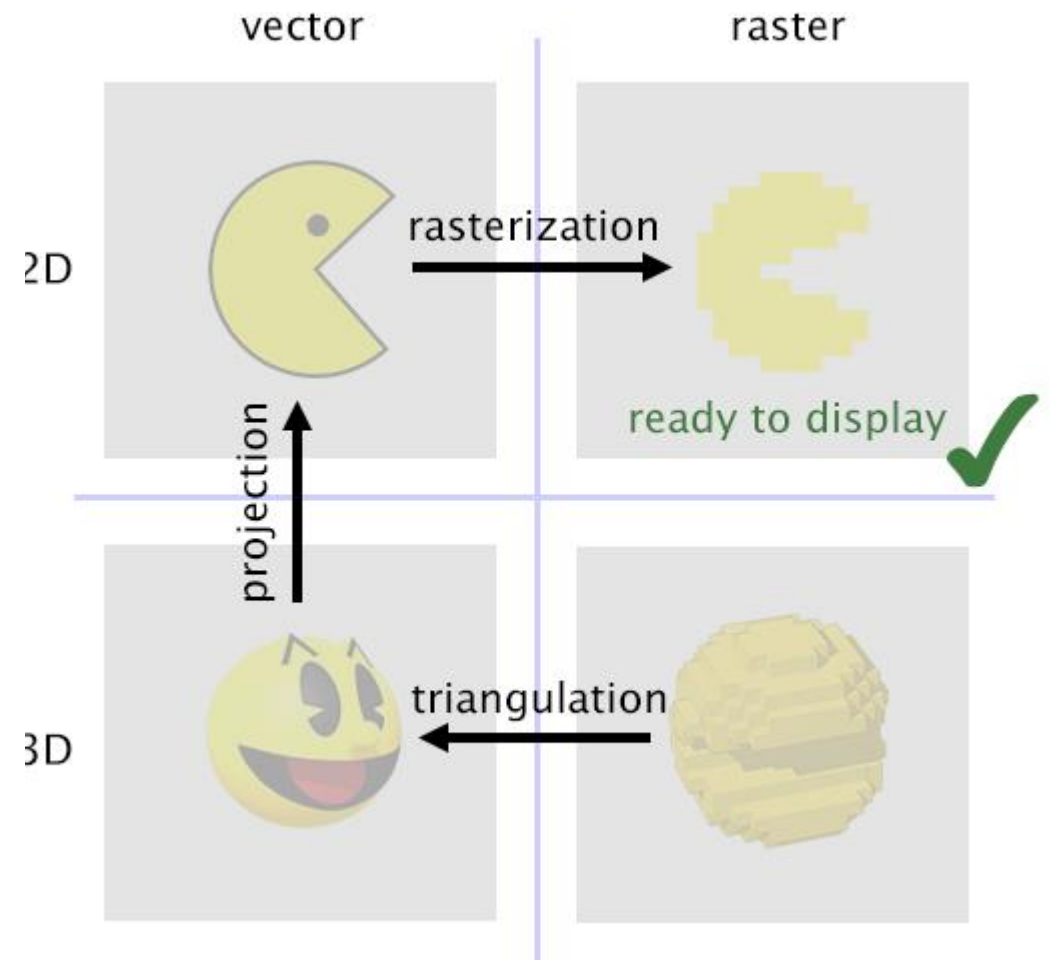 vector
raster
rasterization
2D
ready to display
projection
triangulation
3D